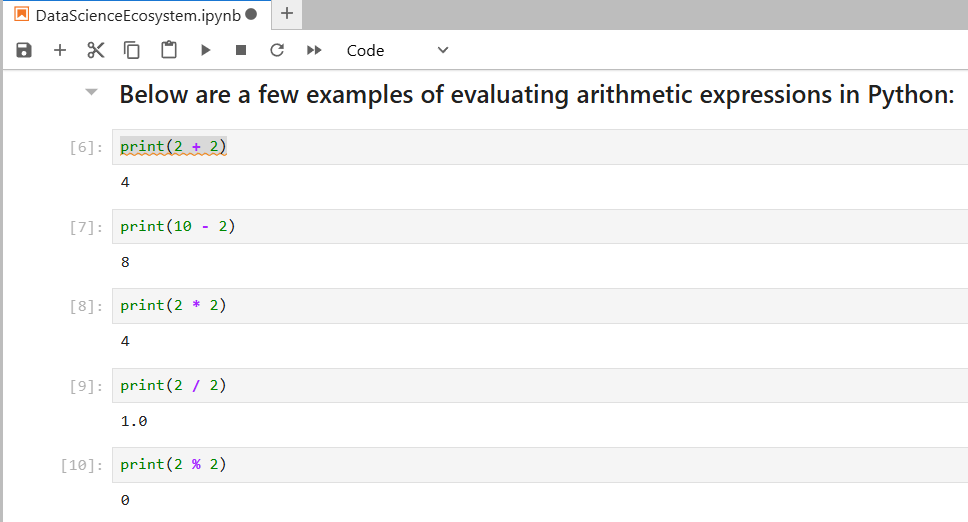 DataScienceEcosystem.ipynb
Code
Below are a few examples of evaluating arithmetic expressions in Python:
[6]: print(2 + 2)
4
[7]: print(10 - 2)
8
[8]: print(2 * 2)
4
[9]: print(2 / 2)
1.0
[10]: print(2 % 2)
0